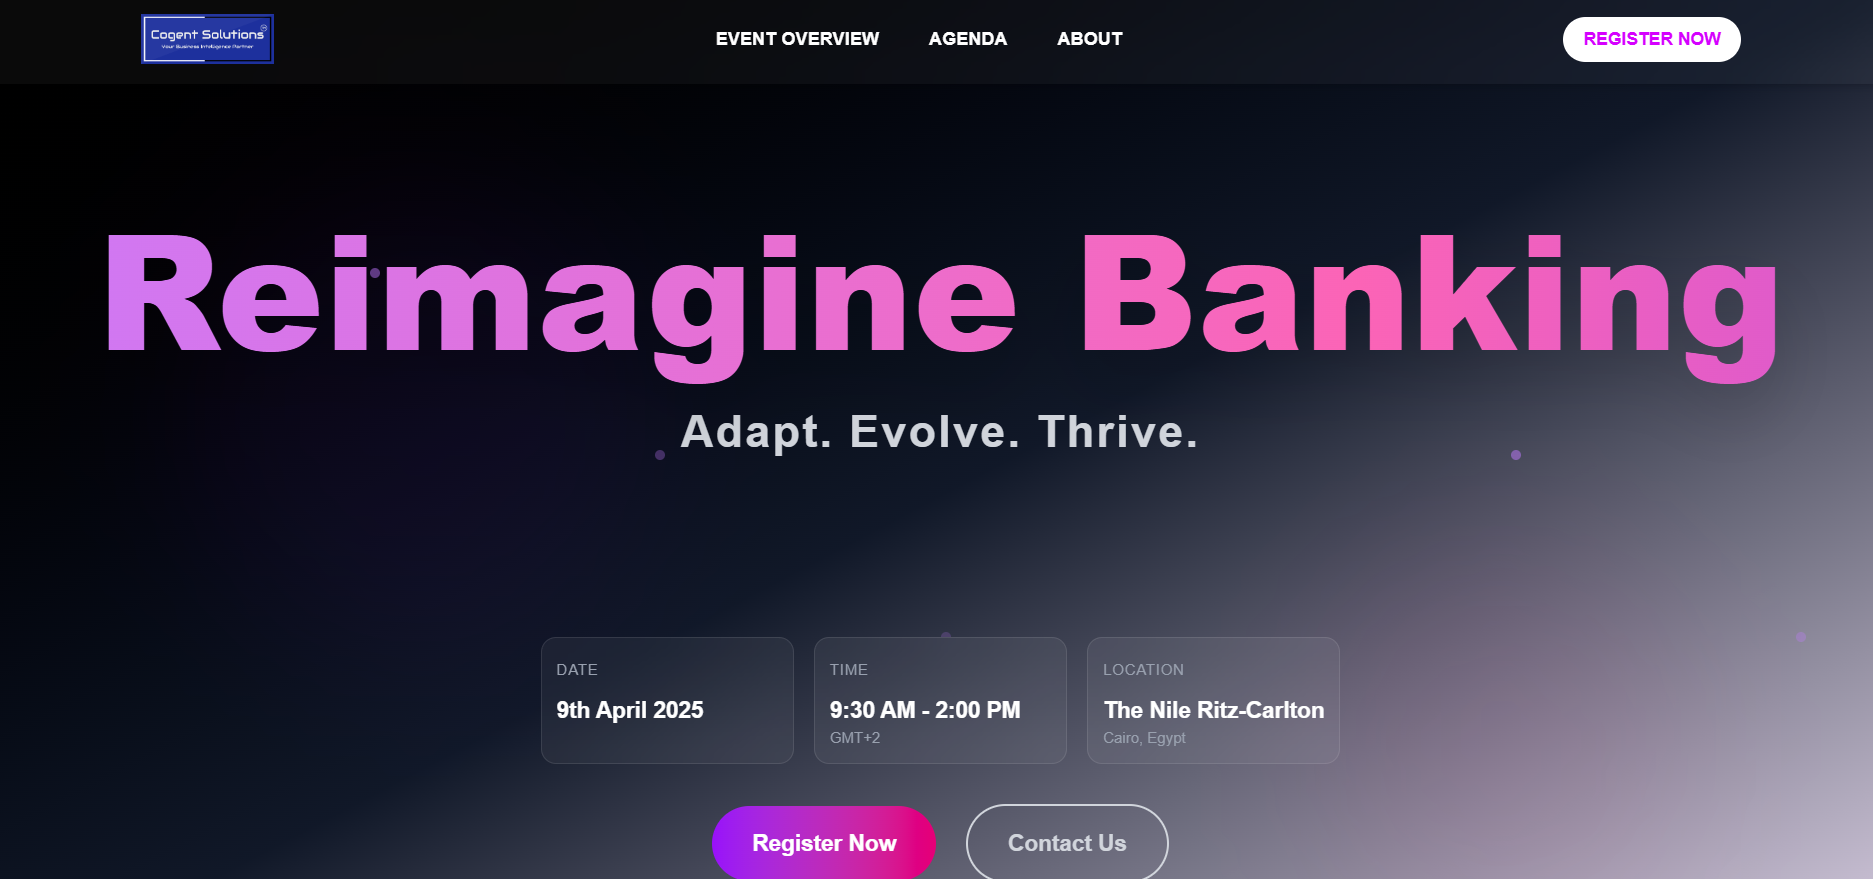 Cogent Solutions
Your Business Intelligence Partner
EVENT OVERVIEW
AGENDA
ABOUT
REGISTER NOW
Reimagine Banking
Adapt. Evolve. Thrive.
DATE
9th April 2025
TIME
9:30 AM - 2:00 PM
GMT+2
LOCATION
The Nile Ritz-Carlton
Cairo, Egypt
Register Now
Contact Us